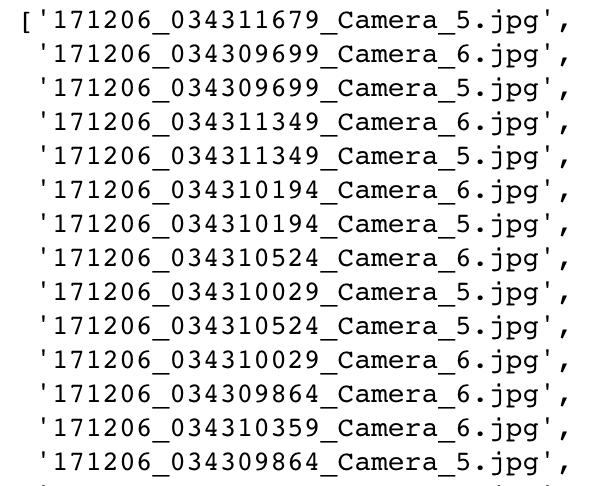 ['171206_034311679_Camera_5.jpg',
'171206_034309699_Camera_6.jpg',
'171206_034309699_Camera_5.jpg',
'171206_034311349_Camera_6.jpg',
'171206_034311349_Camera_5.jpg',
'171206_034310194_Camera_6.jpg',
'171206_034310194_Camera_5.jpg',
'171206_034310524_Camera_6.jpg',
'171206_034310029_Camera_5.jpg',
'171206_034310524_Camera_5.jpg',
'171206_034310029_Camera_6.jpg',
'171206_034309864_Camera_6.jpg',
'171206_034310359_Camera_6.jpg',
'171206_034309864_Camera_5.jpg',